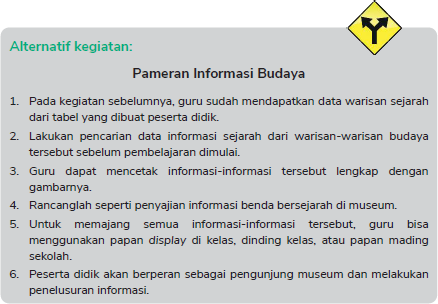 Alternatif kegiatan:
Pameran Informasi Budaya
1. Pada kegiatan sebelumnya, guru sudah mendapatkan data warisan sejarah
dari tabel yang dibuat peserta didik.
2. Lakukan pencarian data informasi sejarah dari warisan-warisan budaya
tersebut sebelum pembelajaran dimulai.
3. Guru dapat mencetak informasi-informasi tersebut lengkap dengan
gambarnya.
4. Rancanglah seperti penyajian informasi benda bersejarah di museum.
5. Untuk memajang semua informasi-informasi tersebut, guru bisa
menggunakan papan display di kelas, dinding kelas, atau papan mading
sekolah.
6. Peserta didik akan berperan sebagai pengunjung museum dan melakukan
penelusuran informasi.